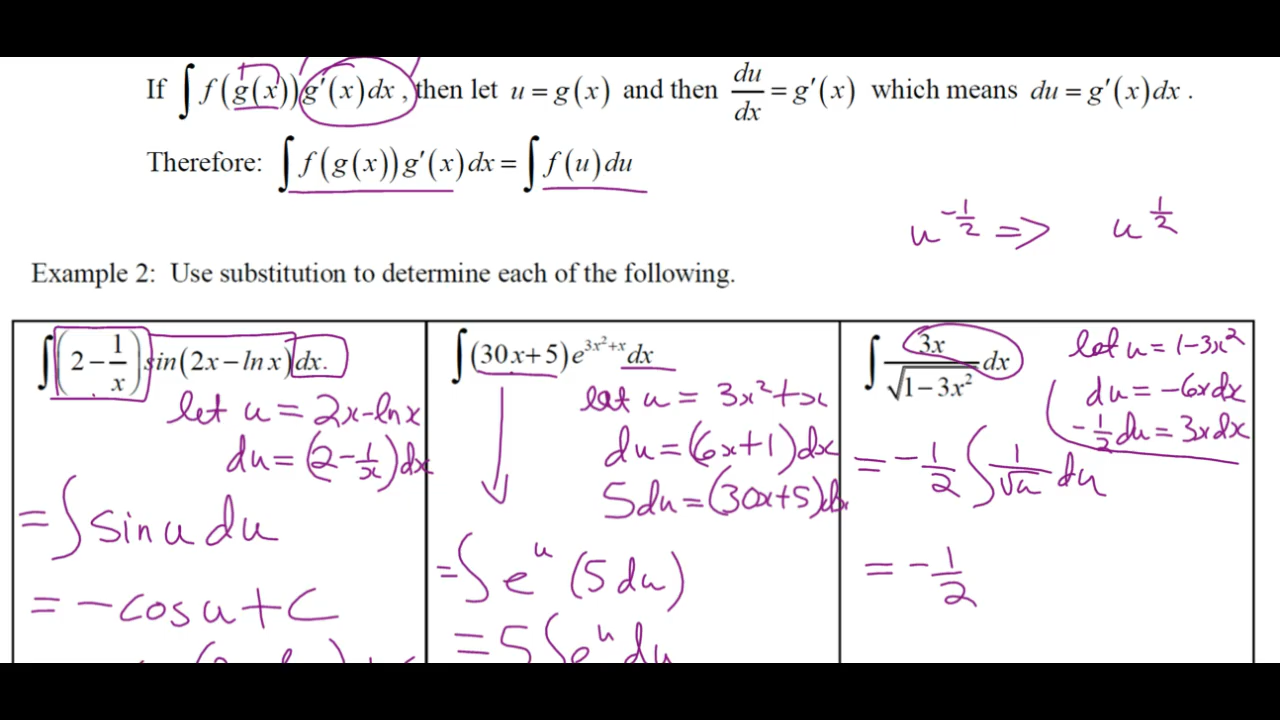 If ∫ f(g(x))g′(x)dx, then let u = g(x) and then du/dx = g′(x) which means du = g′(x)dx.
Therefore: ∫ f(g(x))g′(x)dx = ∫ f(u)du
u^(-1/2) => u^(1/2)
Example 2: Use substitution to determine each of the following.
∫(2 − 1/x)sin(2x − ln x)dx.
let u = 2x-lnx
du = (2 - 1/x)dx
= ∫ sin u du
= -cos u + C
∫(30x+5)e^(3x²+x)dx
let u = 3x²+x
du = (6x+1)dx
5du = (30x+5)dx
= ∫ e^u (5 du)
= 5 ∫ e^u du
∫ 3x/√(1−3x²) dx
let u = 1-3x²
du = -6x dx
-1/2 du = 3x dx
= -1/2 ∫ 1/√u du
= -1/2